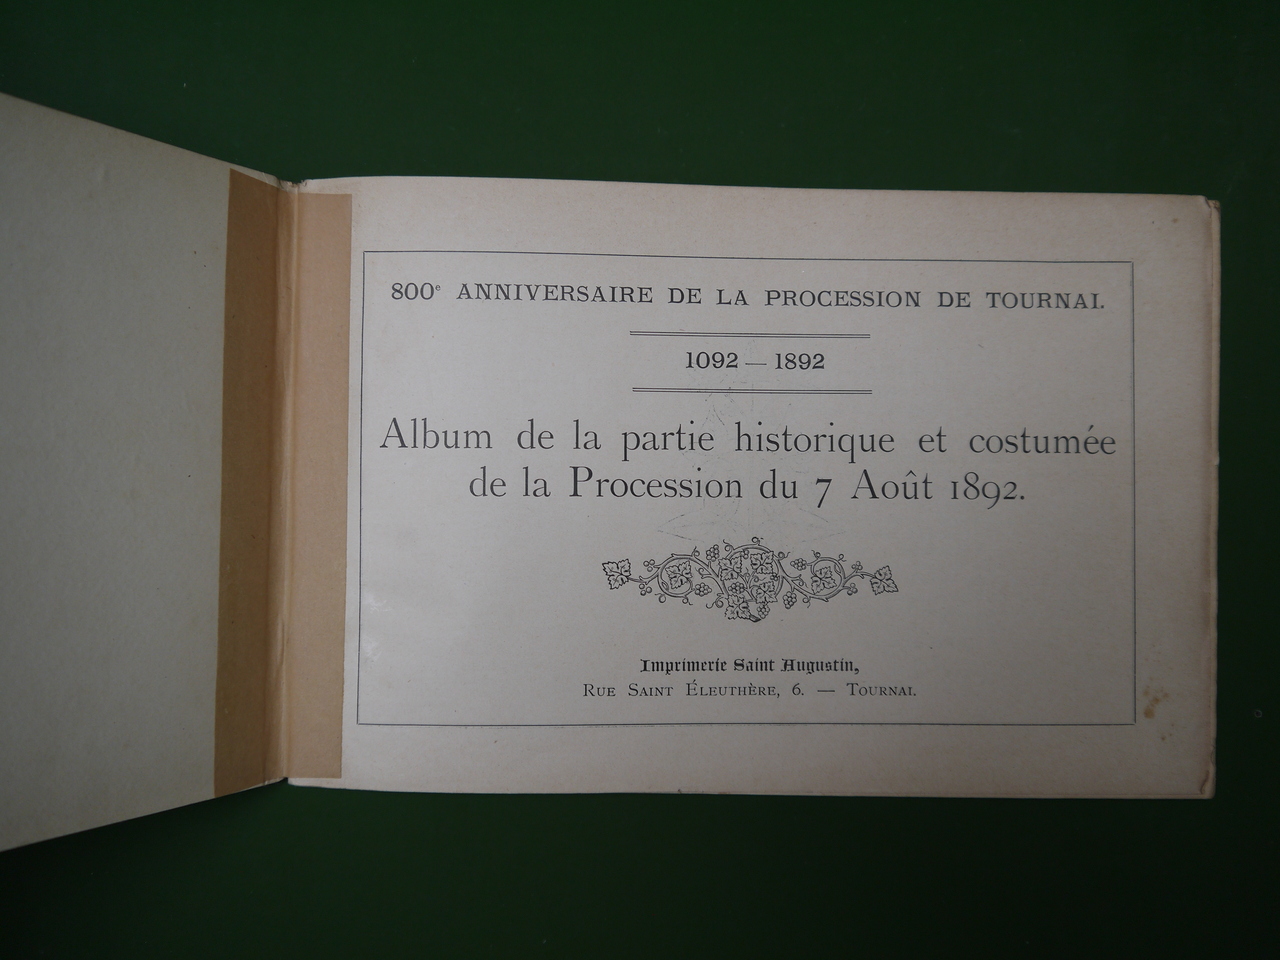 800e ANNIVERSAIRE DE LA PROCESSION DE TOURNAI.
1092 — 1892
Album de la partie historique et costumée
de la Procession du 7 Août 1892.
Imprimerie Saint Augustin,
RUE SAINT ÉLEUTHÈRE, 6. — TOURNAI.